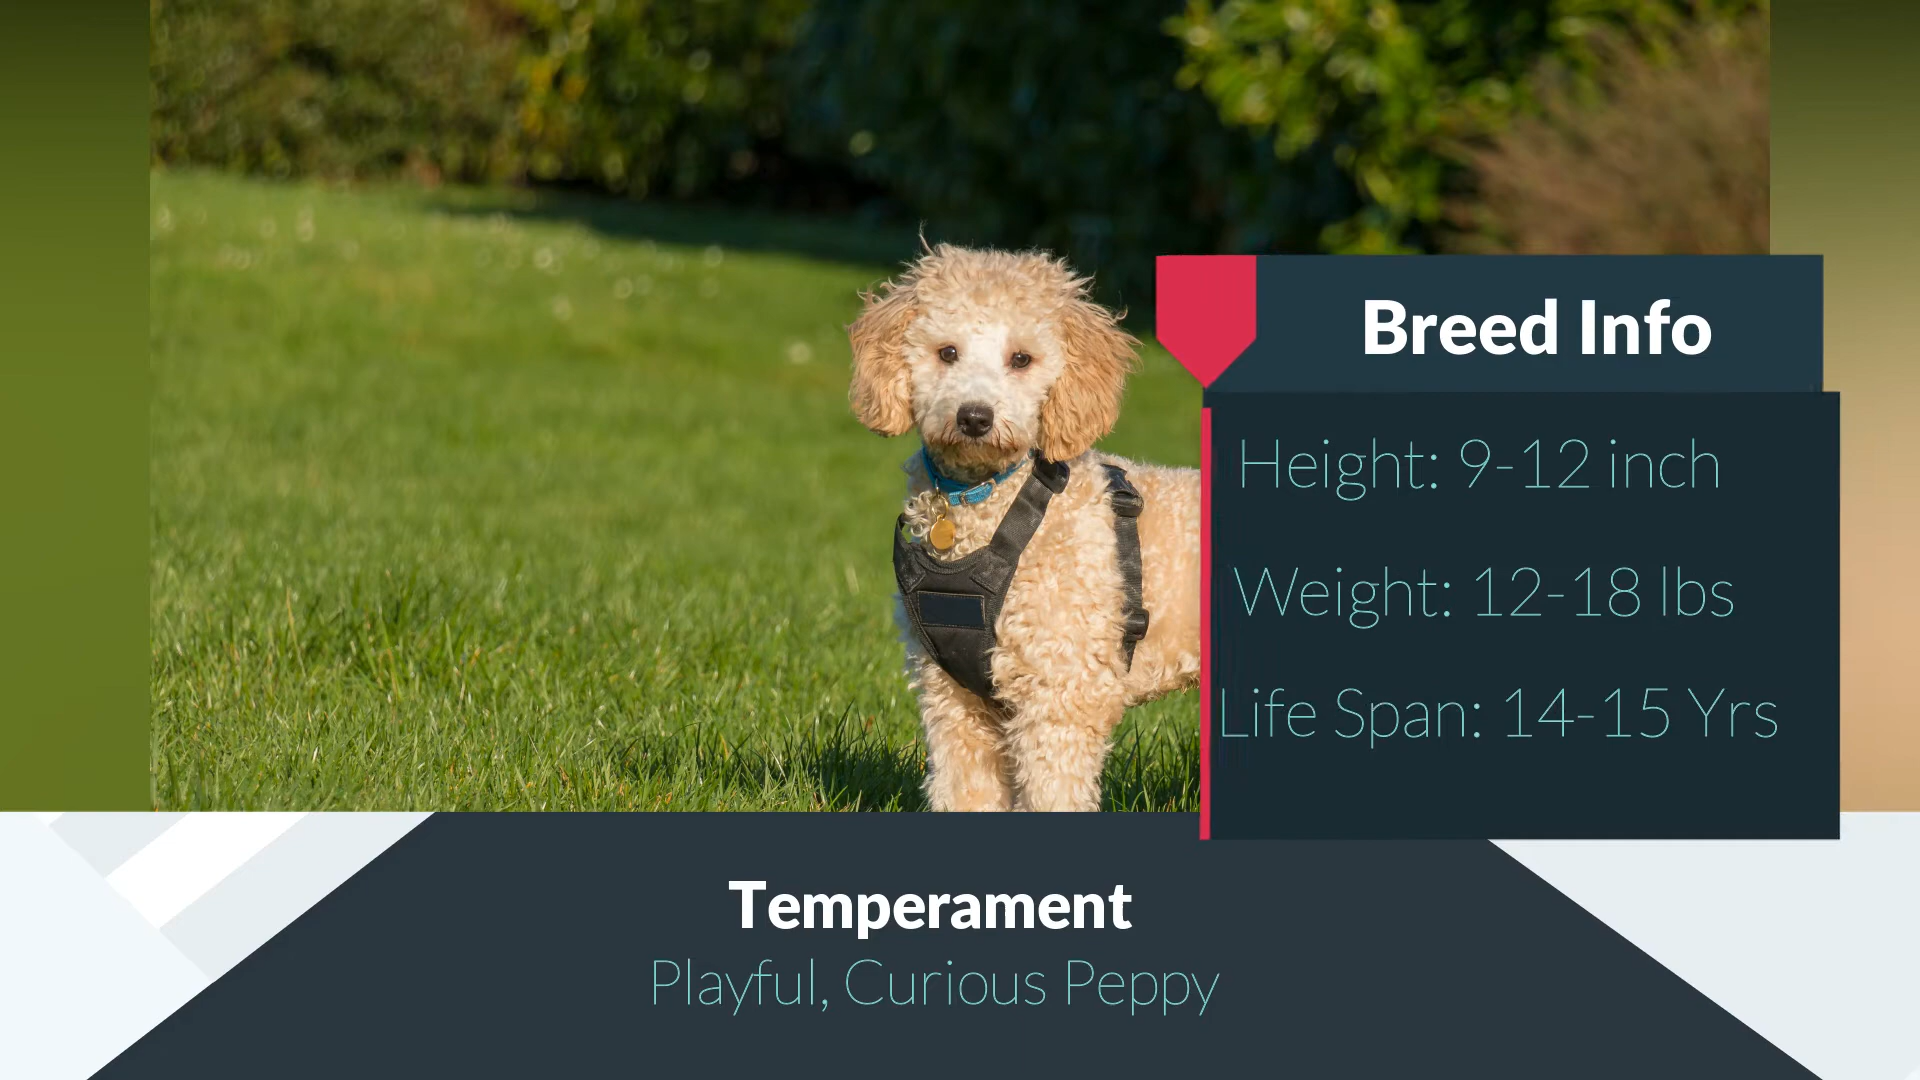 Breed Info
Height: 9-12 inch
Weight: 12-18 lbs
Life Span: 14-15 Yrs
Temperament
Playful, Curious Peppy